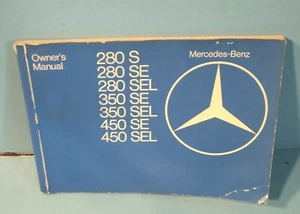 Owner's
Manual
280 S
280 SE
280 SEL
350 SE
350 SEL
450 SE
450 SEL
Mercedes-Benz